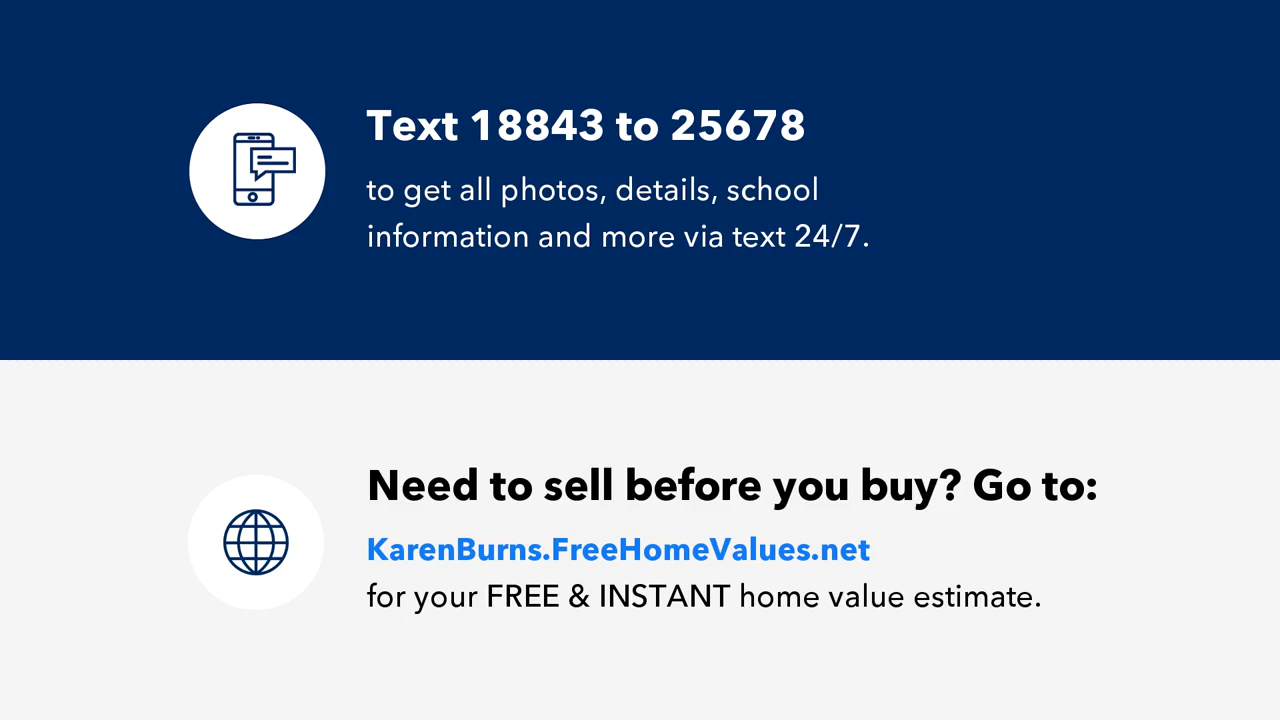 Text 18843 to 25678
to get all photos, details, school
information and more via text 24/7.
Need to sell before you buy? Go to:
KarenBurns.FreeHomeValues.net
for your FREE & INSTANT home value estimate.